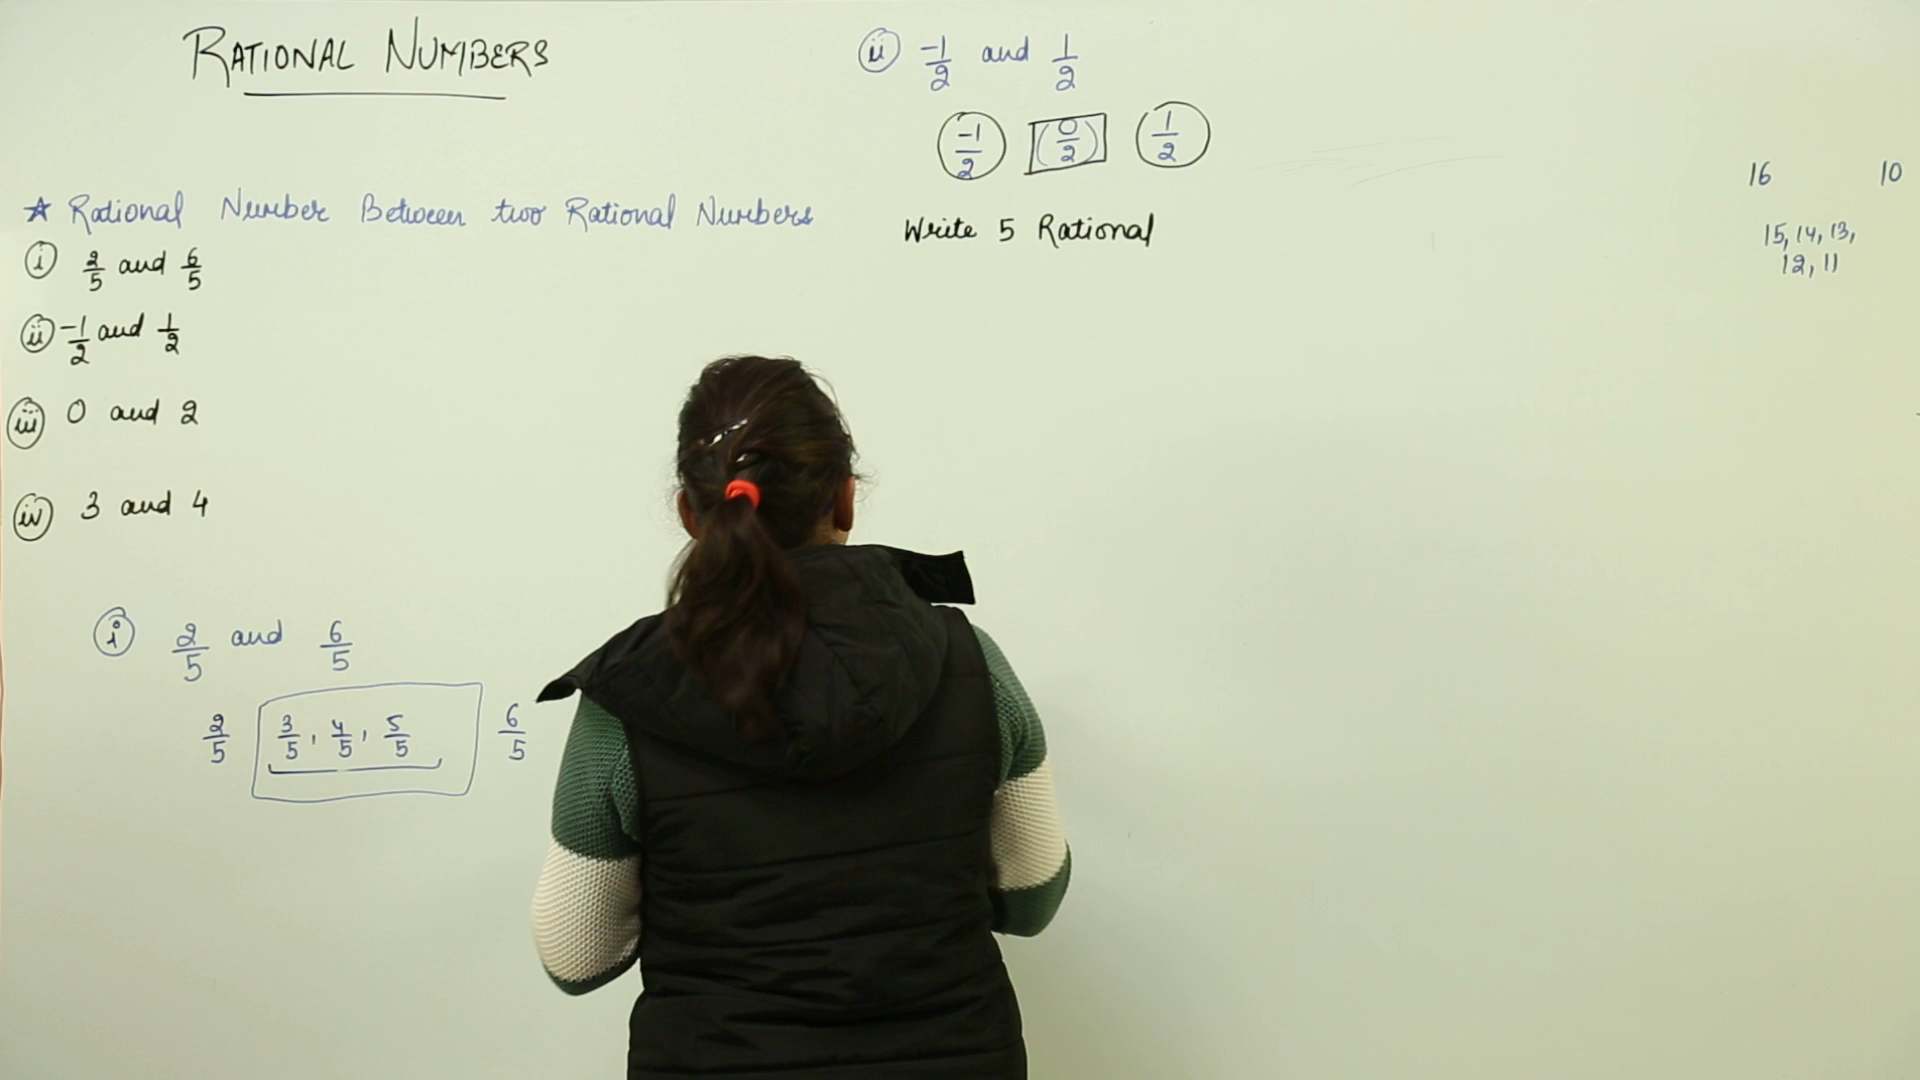 RATIONAL NUMBERS
★ Rational Number Between two Rational Numbers
(i) 2/5 and 6/5
(ii) -1/2 and 1/2
(iii) 0 and 2
(iv) 3 and 4
(i) 2/5 and 6/5
2/5 3/5, 4/5, 5/5 6/5
(ii) -1/2 and 1/2
-1/2 (0/2) 1/2
Write 5 Rational
16 10
15, 14, 13,
12, 11